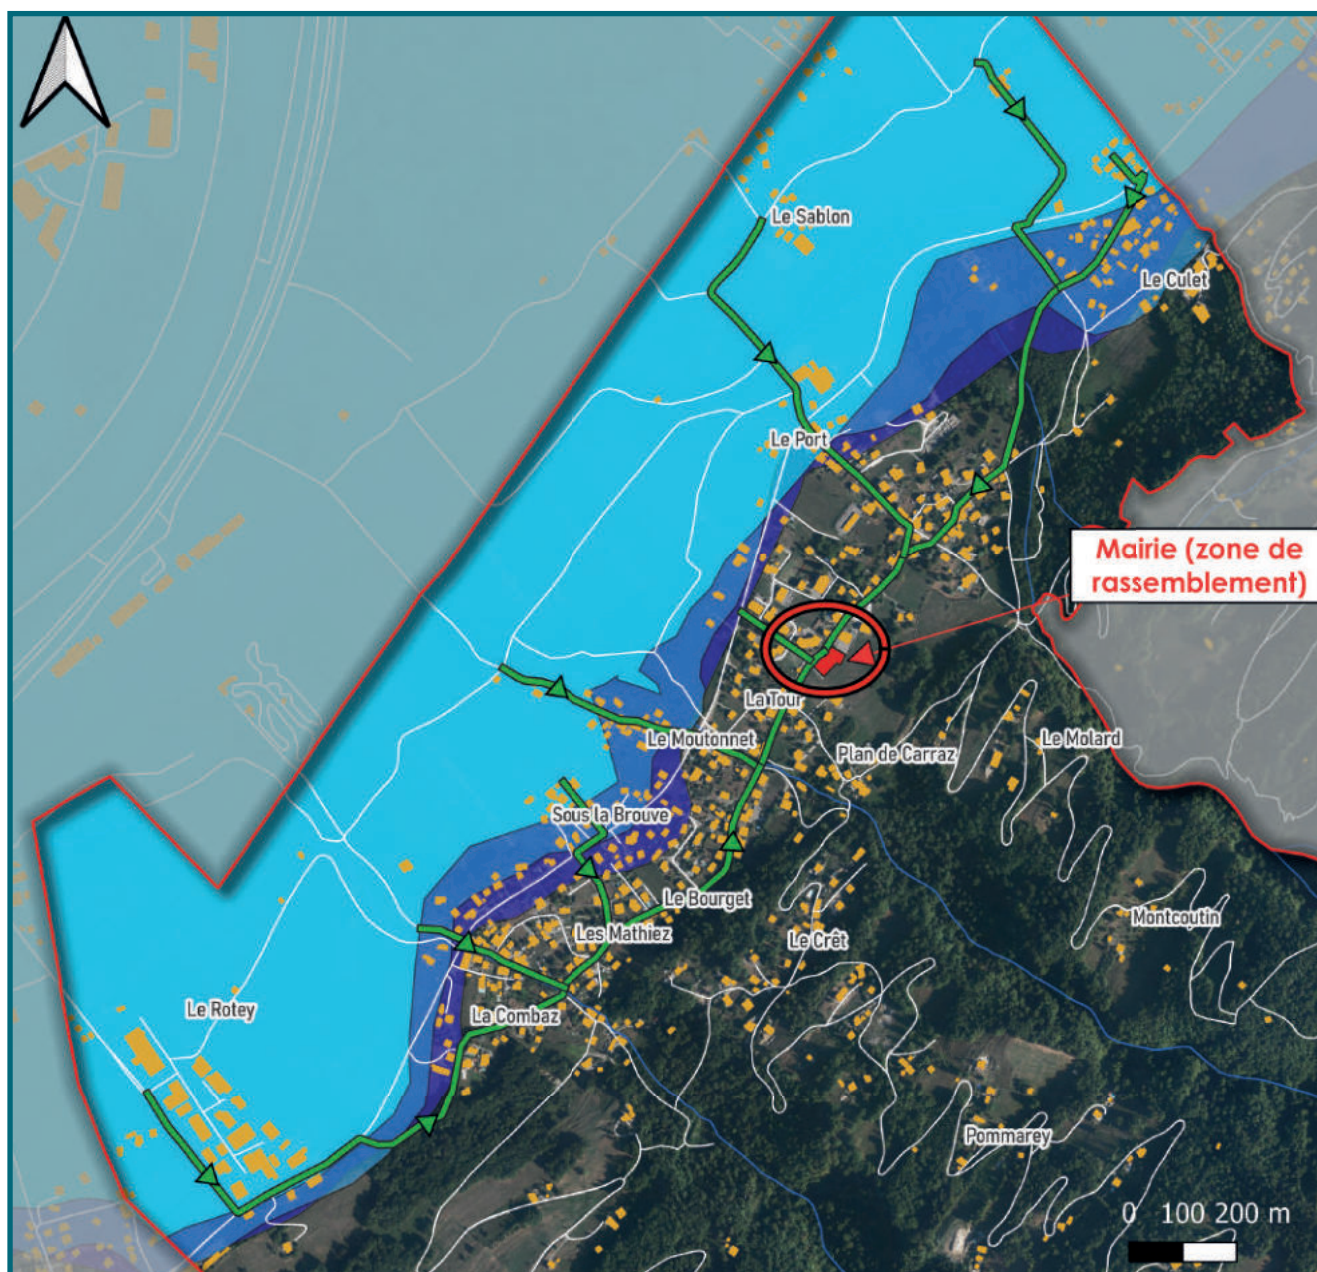 Le Sablon
Le Culet
Le Port
Mairie (zone de
rassemblement)
La Tour
Le Moutonnet
Le Molard
Plan de Carraz
Sous la Brouve
Le Bourget
Montcoutin
Les Mathiez
Le Crêt
Le Rotey
La Combaz
Pommarey
0 100 200 m